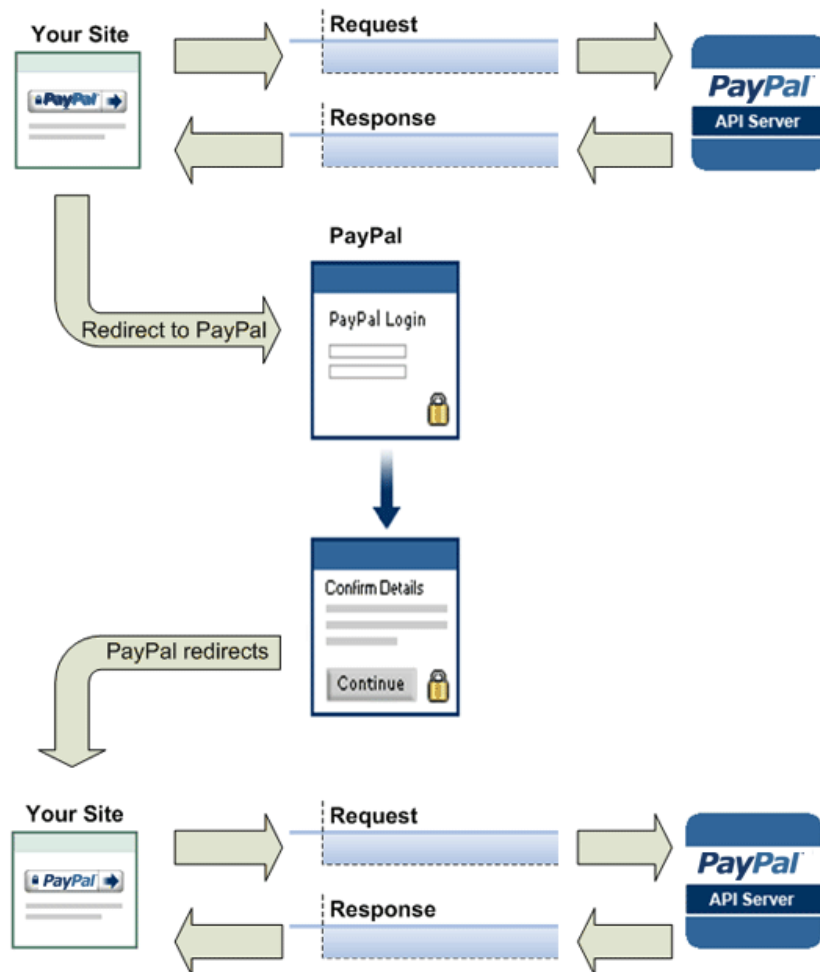 Your Site
Request
PayPal
PayPal
API Server
Response
PayPal
Redirect to PayPal
PayPal Login
Confirm Details
PayPal redirects
Continue
Your Site
Request
PayPal
PayPal
API Server
Response